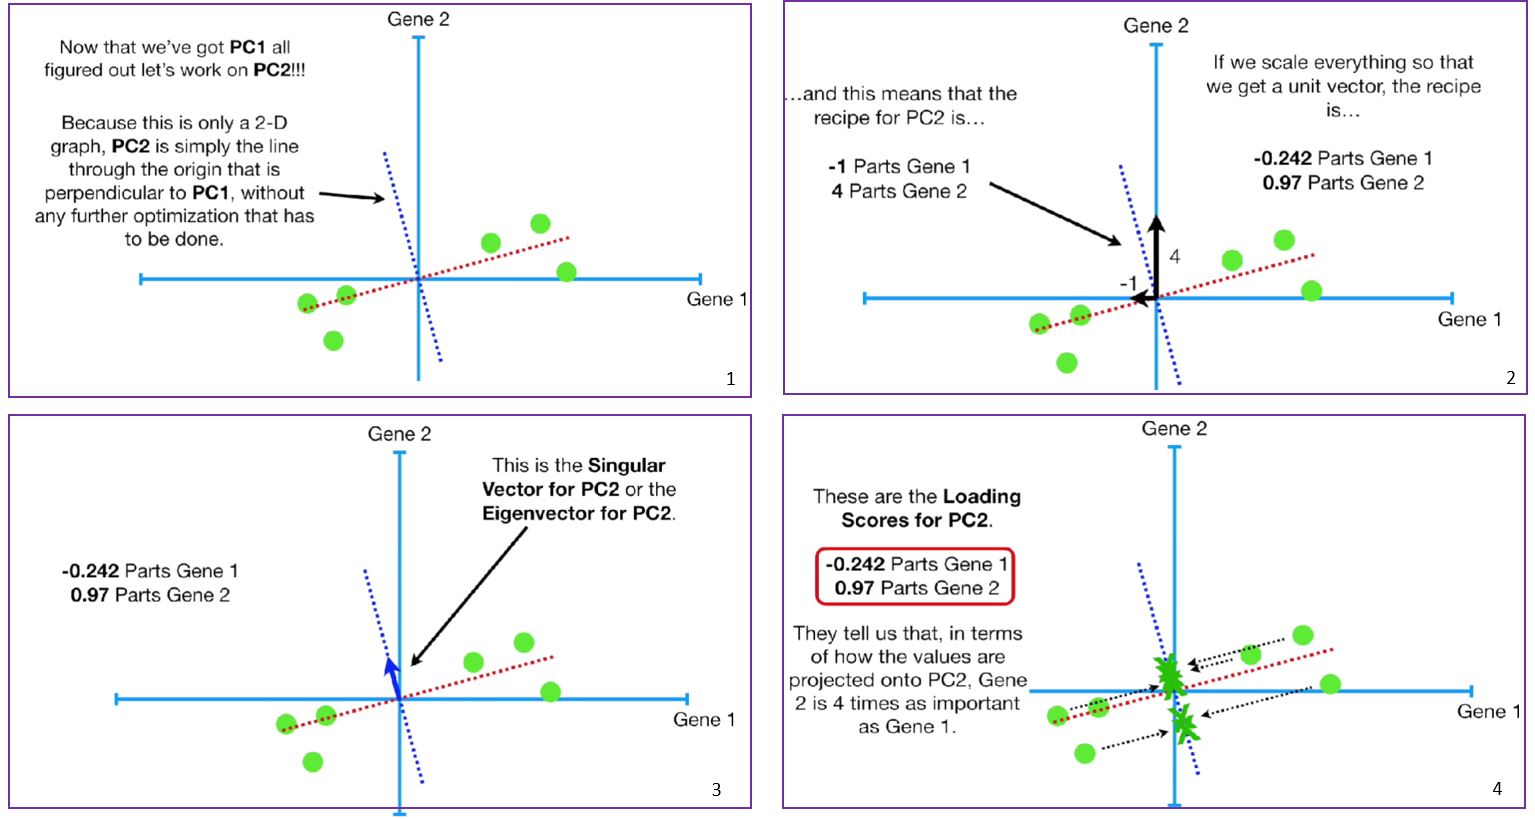 Gene 2
Now that we've got PC1 all
figured out let's work on PC2!!!
Because this is only a 2-D
graph, PC2 is simply the line
through the origin that is
perpendicular to PC1, without
any further optimization that has
to be done.
Gene 1
1
Gene 2
...and this means that the
recipe for PC2 is...
-1 Parts Gene 1
4 Parts Gene 2
If we scale everything so that
we get a unit vector, the recipe
is...
-0.242 Parts Gene 1
0.97 Parts Gene 2
4
-1
Gene 1
2
Gene 2
This is the Singular
Vector for PC2 or the
Eigenvector for PC2.
-0.242 Parts Gene 1
0.97 Parts Gene 2
Gene 1
3
Gene 2
These are the Loading
Scores for PC2.
-0.242 Parts Gene 1
0.97 Parts Gene 2
They tell us that, in terms
of how the values are
projected onto PC2, Gene
2 is 4 times as important
as Gene 1.
Gene 1
4